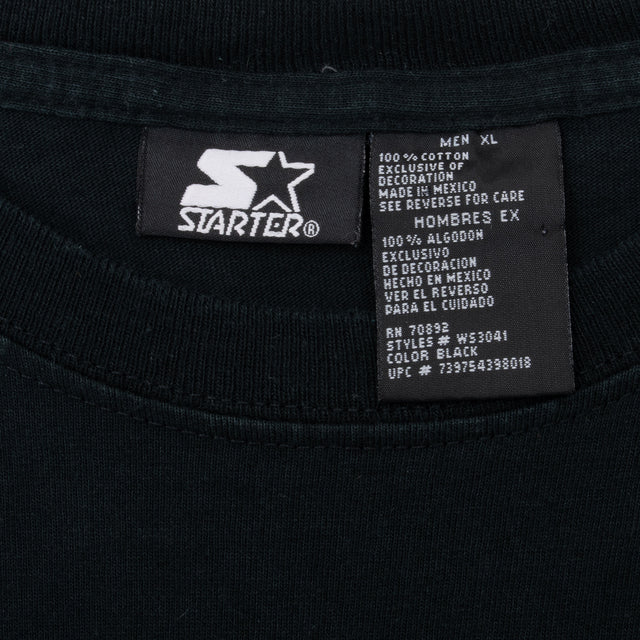 STARTER®
MEN XL
100% COTTON
EXCLUSIVE OF
DECORATION
MADE IN MEXICO
SEE REVERSE FOR CARE
HOMBRES EX
100% ALGODON
EXCLUSIVO
DE DECORACION
HECHO EN MEXICO
VER EL REVERSO
PARA EL CUIDADO
RN 70892
STYLES# WS3041
COLOR BLACK
UPC # 739754398018